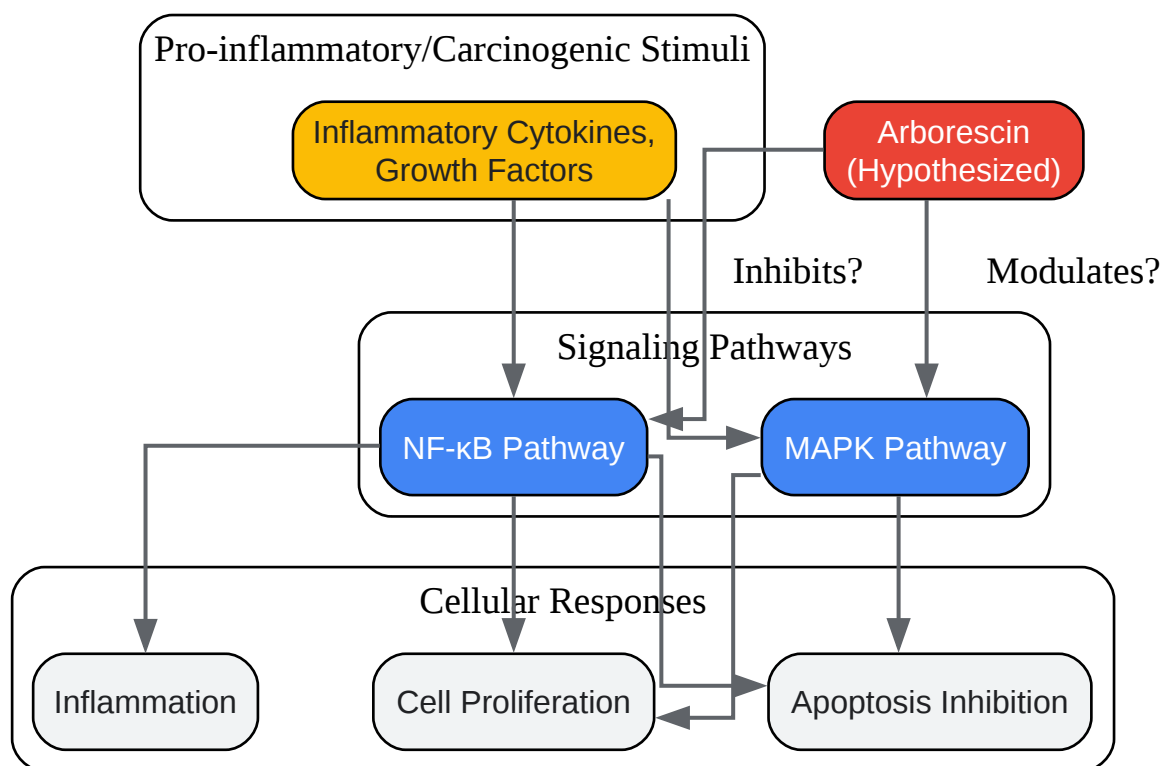 Pro-inflammatory/Carcinogenic Stimuli
Inflammatory Cytokines,
Growth Factors
Arborescin
(Hypothesized)
Inhibits?
Modulates?
Signaling Pathways
NF-κB Pathway
MAPK Pathway
Cellular Responses
Inflammation
Cell Proliferation
Apoptosis Inhibition